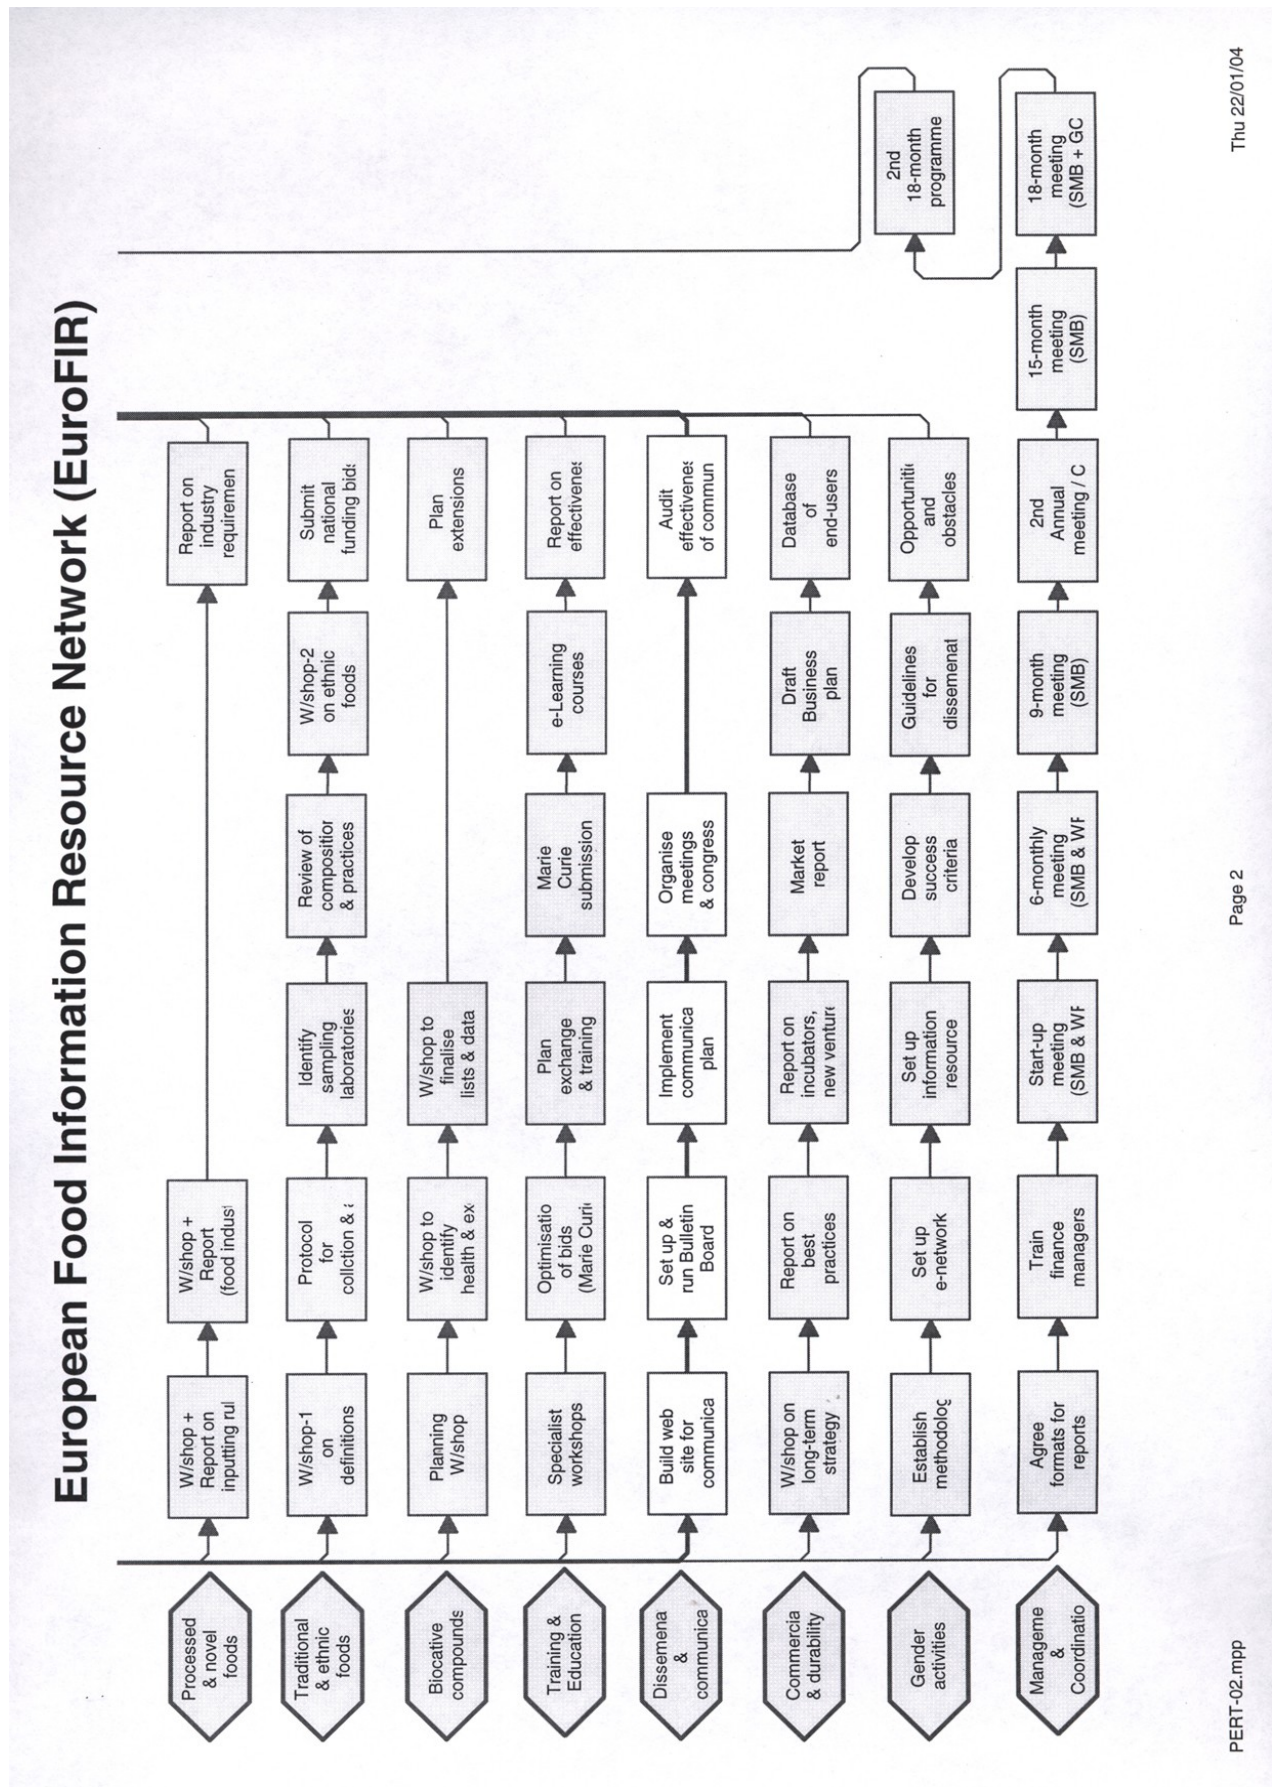 European Food Information Resource Network (EuroFIR)
Processed
& novel
foods
W/shop +
Report on
inputting rul
W/shop +
Report
(food indus
Report on
industry
requiremen
Traditional
& ethnic
foods
W/shop-1
on
definitions
Protocol
for
collction &
Identify
sampling
laboratories
Review of
composition
& practices
W/shop-2
on ethnic
foods
Submit
national
funding bids
Biocative
compounds
Planning
W/shop
W/shop to
identify
health & ex
W/shop to
finalise
lists & data
Plan
extensions
Training &
Education
Specialist
workshops
Optimisatio
of bids
(Marie Curi
Plan
exchange
& training
Marie
Curie
submission
e-Learning
courses
Report on
effectivenes
Dissemena
&
communica
Build web
site for
communica
Set up &
run Bulletin
Board
Implement
communica
plan
Organise
meetings
& congress
Audit
effectivenes
of commun
Commercia
& durability
W/shop on
long-term
strategy
Report on
best
practices
Report on
incubators,
new venture
Market
report
Draft
Business
plan
Database
of
end-users
Gender
activities
Establish
methodolog
Set up
e-network
Set up
information
resource
Develop
success
criteria
Guidelines
for
dissemenat
Opportuniti
and
obstacles
2nd
18-month
programme
Manageme
&
Coordinatio
Agree
formats for
reports
Train
finance
managers
Start-up
meeting
(SMB & WP
6-monthly
meeting
(SMB & WP
9-month
meeting
(SMB)
2nd
Annual
meeting / C
15-month
meeting
(SMB)
18-month
meeting
(SMB + GC
PERT-02.mpp
Page 2
Thu 22/01/04